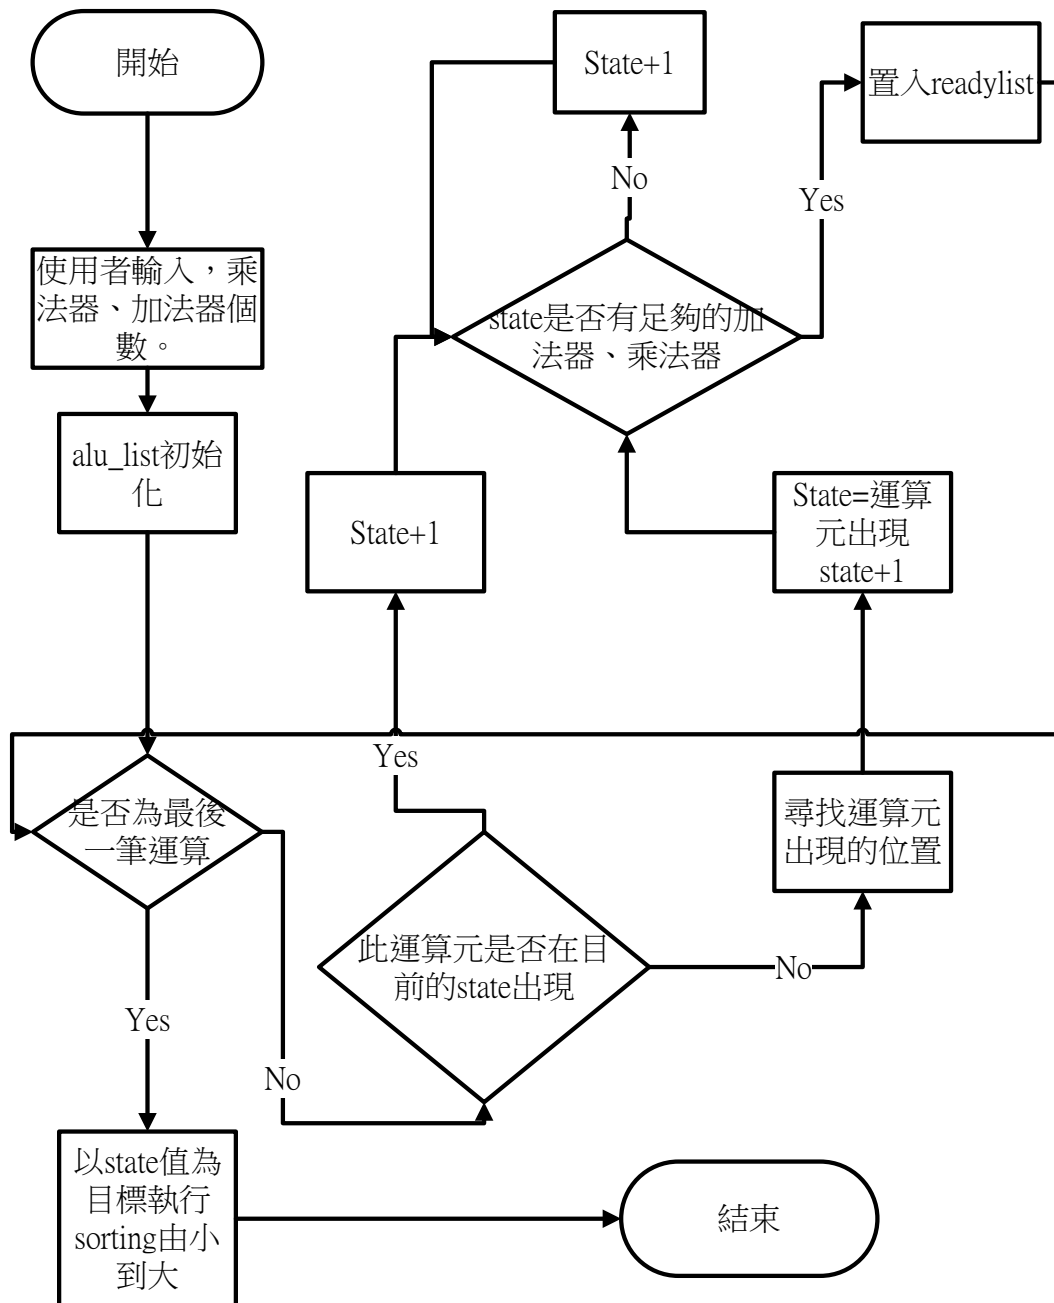 開始
使用者輸入，乘
法器、加法器個
數。
alu_list初始
化
是否為最後
一筆運算
Yes
No
以state值為
目標執行
sorting由小
到大
結束
此運算元是否在目
前的state出現
Yes
No
State+1
尋找運算元
出現的位置
State=運算
元出現
state+1
state是否有足夠的加
法器、乘法器
No
State+1
Yes
置入readylist